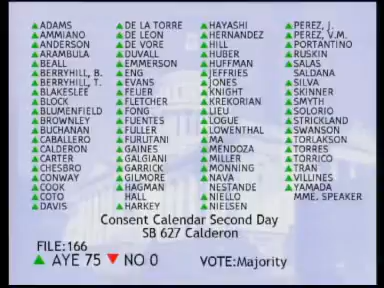 ADAMS
AMMIANO
ANDERSON
ARAMBULA
BEALL
BERRYHILL, B.
BERRYHILL, T.
BLAKESLEE
BLOCK
BLUMENFIELD
BROWNLEY
BUCHANAN
CABALLERO
CALDERON
CARTER
CHESBRO
CONWAY
COOK
COTO
DAVIS
DE LA TORRE
DE LEON
DE VORE
DUVALL
EMMERSON
ENG
EVANS
FEUER
FLETCHER
FONG
FUENTES
FULLER
FURUTANI
GAINES
GALGIANI
GARRICK
GILMORE
HAGMAN
HALL
HARKEY
HAYASHI
HERNANDEZ
HILL
HUBER
HUFFMAN
JEFFRIES
JONES
KNIGHT
KREKORIAN
LIEU
LOGUE
LOWENTHAL
MA
MENDOZA
MILLER
MONNING
NAVA
NESTANDE
NIELLO
NIELSEN
PEREZ, J.
PEREZ, V.M.
PORTANTINO
RUSKIN
SALAS
SALDANA
SILVA
SKINNER
SMYTH
SOLORIO
STRICKLAND
SWANSON
TORLAKSON
TORRES
TORRICO
TRAN
VILLINES
YAMADA
MME. SPEAKER
Consent Calendar Second Day
SB 627 Calderon
FILE:166
AYE 75 NO 0 VOTE:Majority